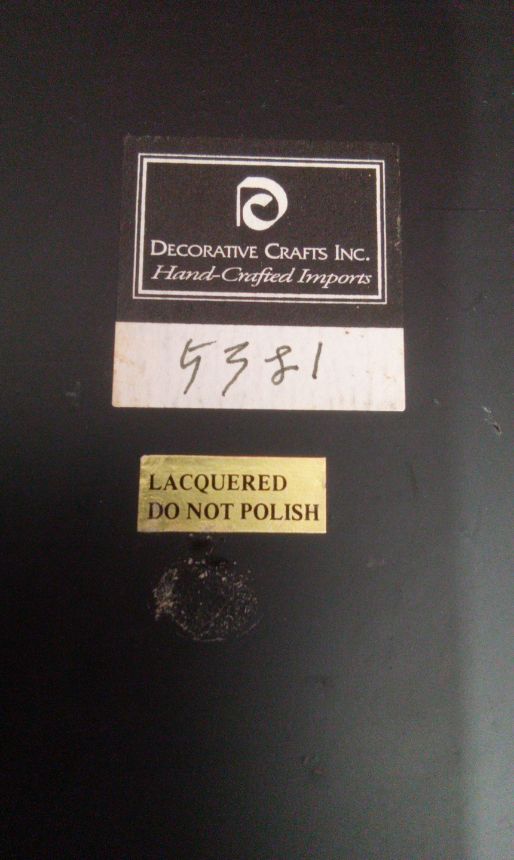 DECORATIVE CRAFTS INC.
Hand-Crafted Imports
5381
LACQUERED
DO NOT POLISH